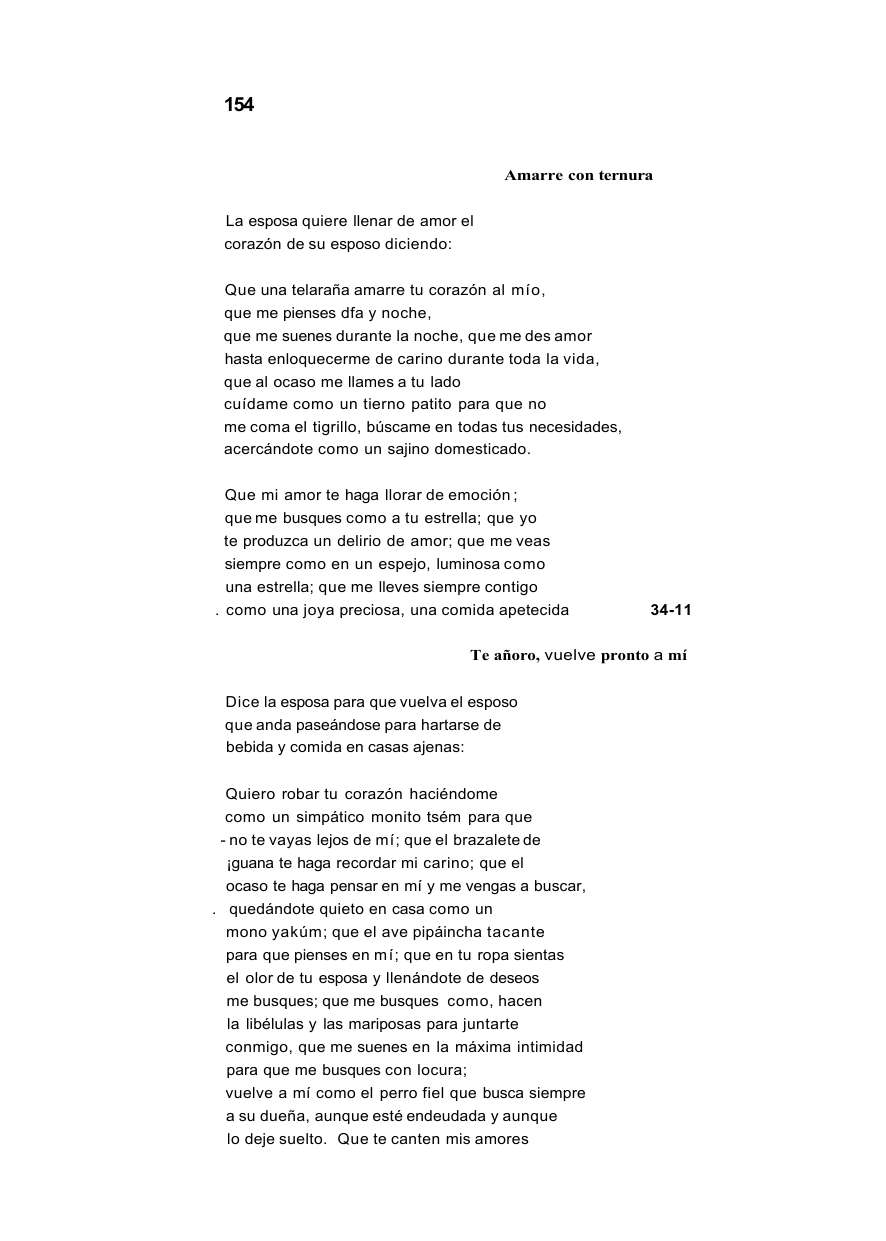 154
Amarre con ternura
La esposa quiere llenar de amor el
corazón de su esposo diciendo:
Que una telaraña amarre tu corazón al mío,
que me pienses dfa y noche,
que me suenes durante la noche, que me des amor
hasta enloquecerme de carino durante toda la vida,
que al ocaso me llames a tu lado
cuídame como un tierno patito para que no
me coma el tigrillo, búscame en todas tus necesidades,
acercándote como un sajino domesticado.
Que mi amor te haga llorar de emoción ;
que me busques como a tu estrella; que yo
te produzca un delirio de amor; que me veas
siempre como en un espejo, luminosa como
una estrella; que me lleves siempre contigo
. como una joya preciosa, una comida apetecida 34-11
Te añoro, vuelve pronto a mí
Dice la esposa para que vuelva el esposo
que anda paseándose para hartarse de
bebida y comida en casas ajenas:
Quiero robar tu corazón haciéndome
como un simpático monito tsém para que
- no te vayas lejos de mí; que el brazalete de
¡guana te haga recordar mi carino; que el
ocaso te haga pensar en mí y me vengas a buscar,
. quedándote quieto en casa como un
mono yakúm; que el ave pipáincha tacante
para que pienses en mí; que en tu ropa sientas
el olor de tu esposa y llenándote de deseos
me busques; que me busques como, hacen
la libélulas y las mariposas para juntarte
conmigo, que me suenes en la máxima intimidad
para que me busques con locura;
vuelve a mí como el perro fiel que busca siempre
a su dueña, aunque esté endeudada y aunque
lo deje suelto. Que te canten mis amores